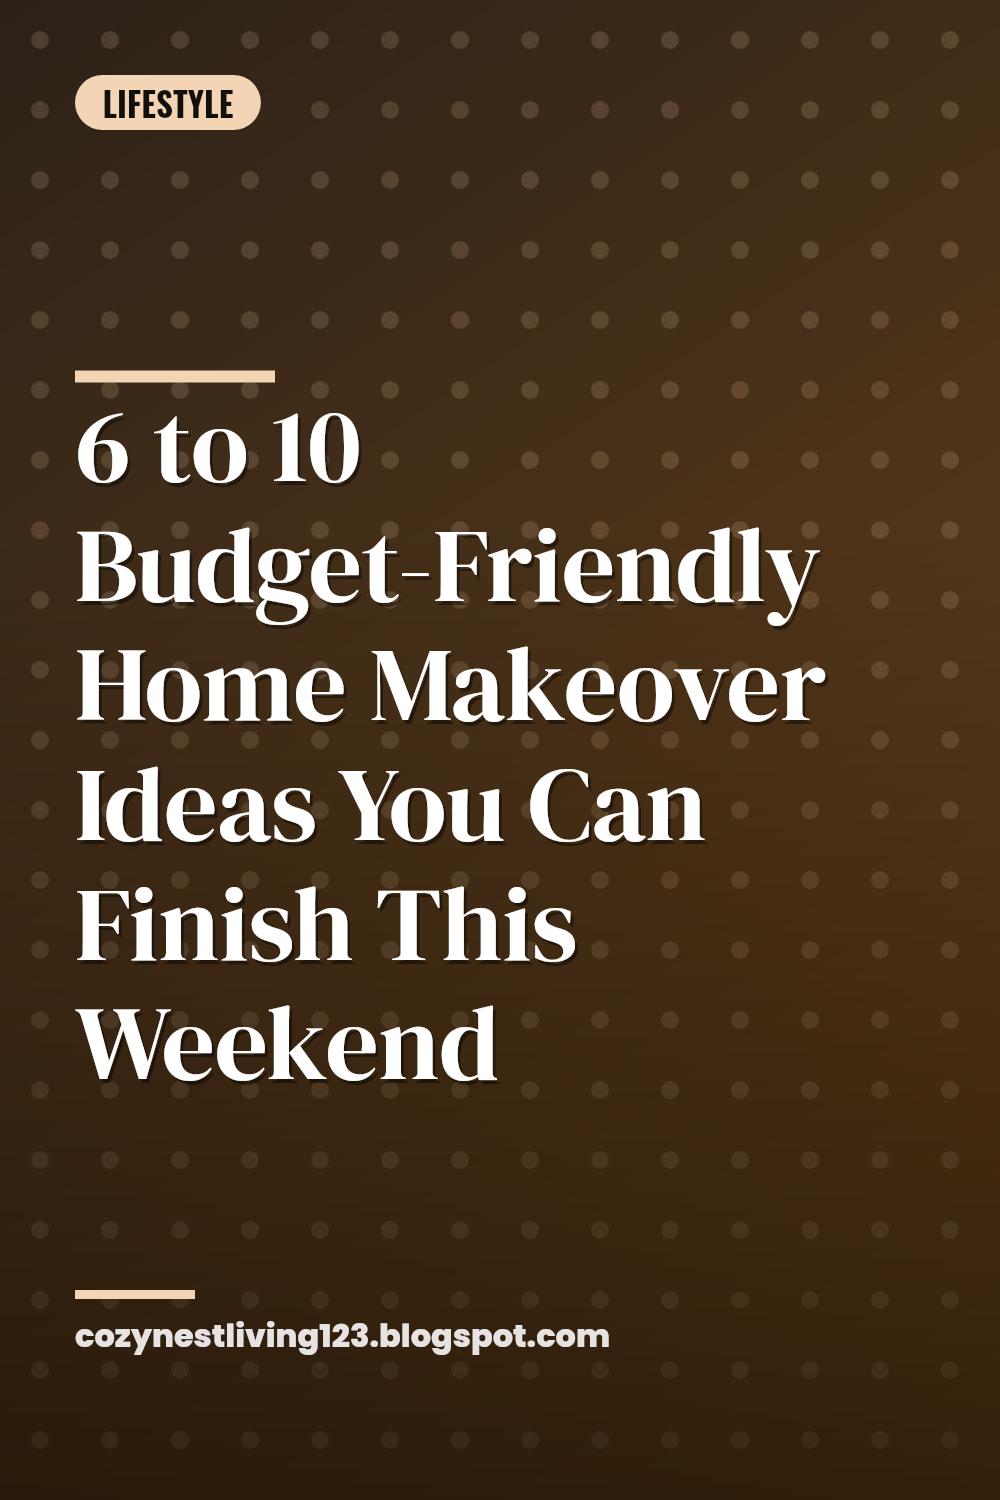 LIFESTYLE
6 to 10
Budget-Friendly
Home Makeover
Ideas You Can
Finish This
Weekend
cozynestliving123.blogspot.com